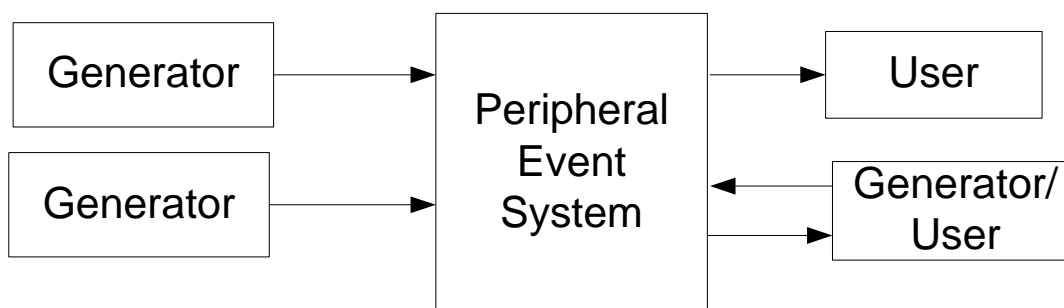 Generator
Generator
Peripheral
Event
System
User
Generator/
User